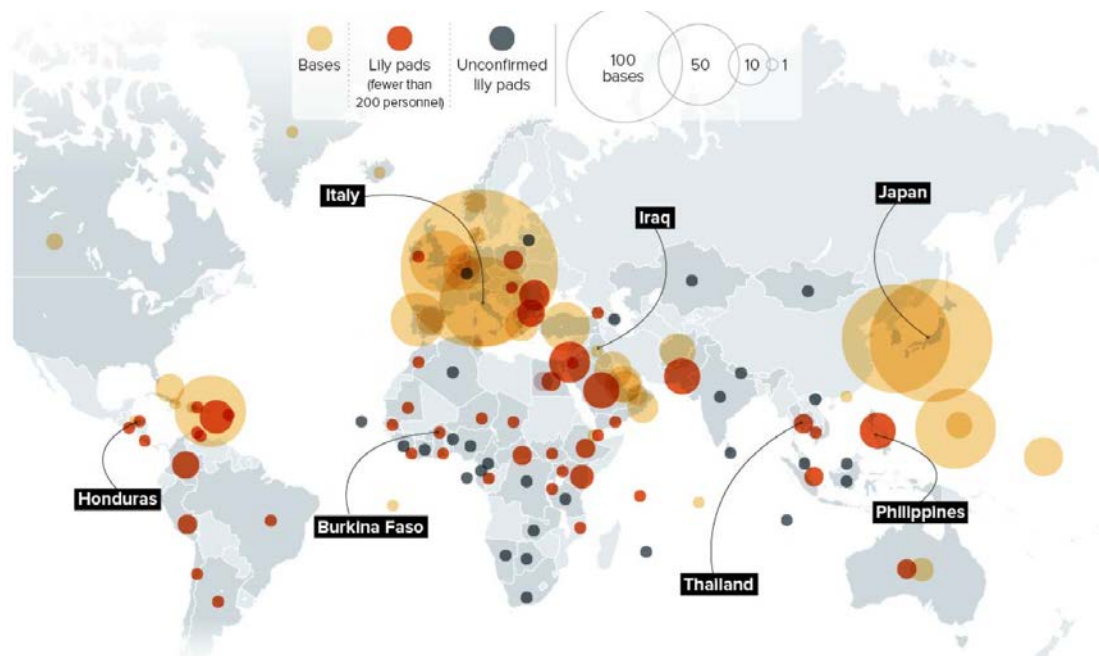 Bases
Lily pads
(fewer than
200 personnel)
Unconfirmed
lily pads
100
bases
50
10
1
Italy
Iraq
Japan
Honduras
Burkina Faso
Thailand
Philippines